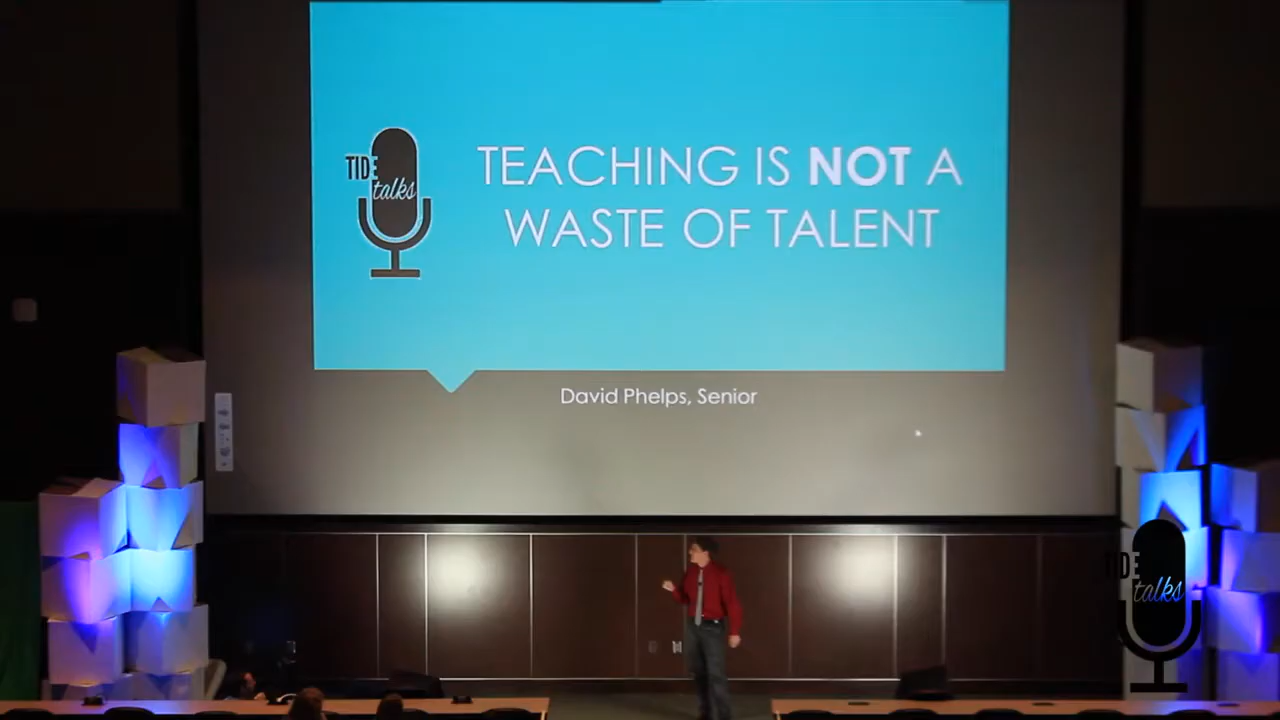 TIDE
talks
TEACHING IS NOT A
WASTE OF TALENT
David Phelps, Senior
TIDE
talks